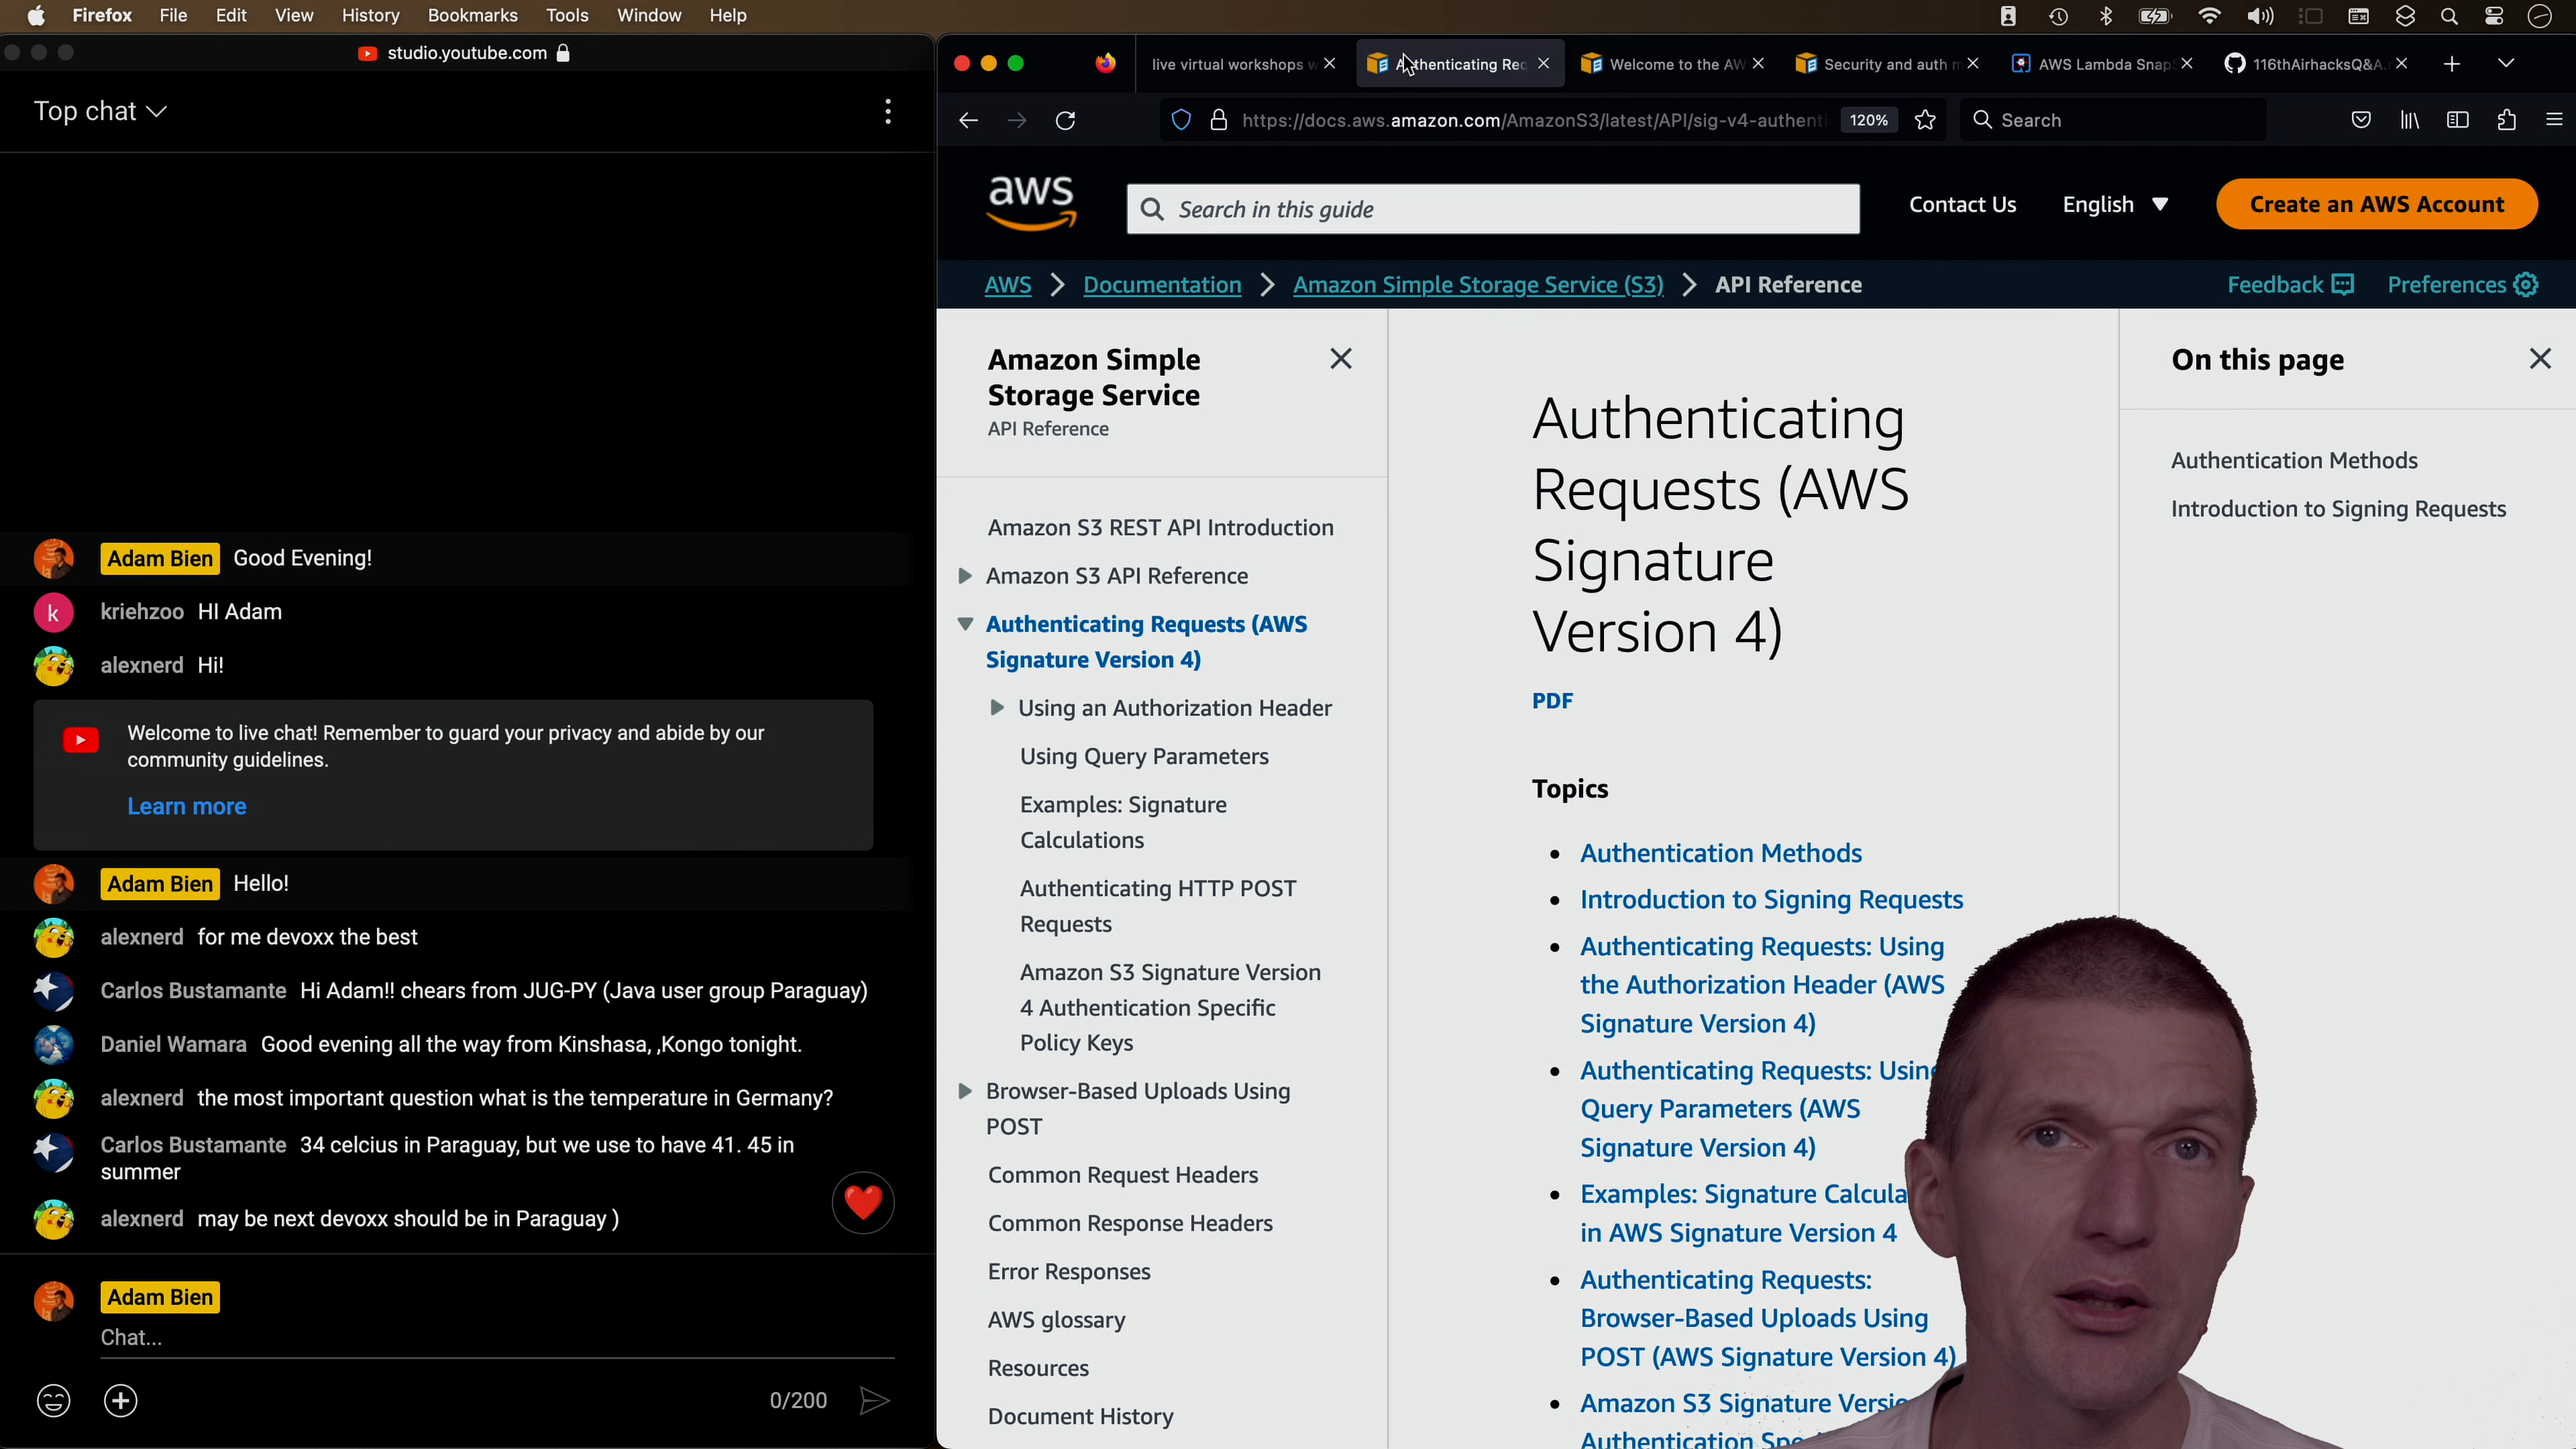 Firefox File Edit View History Bookmarks Tools Window Help
studio.youtube.com
Top chat
Adam Bien Good Evening!
kriehzoo HI Adam
alexnerd Hi!
Welcome to live chat! Remember to guard your privacy and abide by our
community guidelines.
Learn more
Adam Bien Hello!
alexnerd for me devoxx the best
Carlos Bustamante Hi Adam!! chears from JUG-PY (Java user group Paraguay)
Daniel Wamara Good evening all the way from Kinshasa, ,Kongo tonight.
alexnerd the most important question what is the temperature in Germany?
Carlos Bustamante 34 celcius in Paraguay, but we use to have 41. 45 in
summer
alexnerd may be next devoxx should be in Paraguay )
Adam Bien
Chat...
0/200
live virtual workshops w
Authenticating Req
Welcome to the AW
Security and auth m
AWS Lambda Snap
116thAirhacksQ&A.
https://docs.aws.amazon.com/AmazonS3/latest/API/sig-v4-authenti
120%
Search
aws
Search in this guide
Contact Us
English
Create an AWS Account
AWS > Documentation > Amazon Simple Storage Service (S3) > API Reference
Feedback
Preferences
Amazon Simple
Storage Service
API Reference
Amazon S3 REST API Introduction
Amazon S3 API Reference
Authenticating Requests (AWS
Signature Version 4)
Using an Authorization Header
Using Query Parameters
Examples: Signature
Calculations
Authenticating HTTP POST
Requests
Amazon S3 Signature Version
4 Authentication Specific
Policy Keys
Browser-Based Uploads Using
POST
Common Request Headers
Common Response Headers
Error Responses
AWS glossary
Resources
Document History
Authenticating
Requests (AWS
Signature
Version 4)
PDF
Topics
• Authentication Methods
• Introduction to Signing Requests
• Authenticating Requests: Using
the Authorization Header (AWS
Signature Version 4)
• Authenticating Requests: Using
Query Parameters (AWS
Signature Version 4)
• Examples: Signature Calcula
in AWS Signature Version 4
• Authenticating Requests:
Browser-Based Uploads Using
POST (AWS Signature Version 4)
• Amazon S3 Signature Versio
Authentication Spe
On this page
Authentication Methods
Introduction to Signing Requests